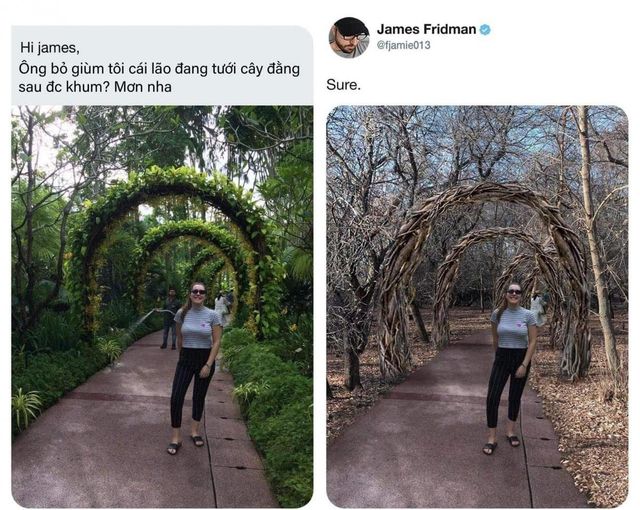 Hi james,
Ông bỏ giùm tôi cái lão đang tưới cây đằng
sau đc khum? Mơn nha
James Fridman
@fjamie013
Sure.